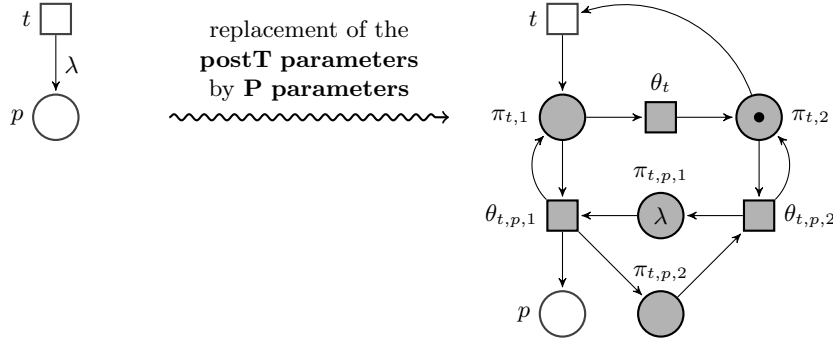 t
λ
p
replacement of the
postT parameters
by P parameters
t
θ_t
π_{t,1}
π_{t,2}
π_{t,p,1}
θ_{t,p,1}
λ
θ_{t,p,2}
π_{t,p,2}
p